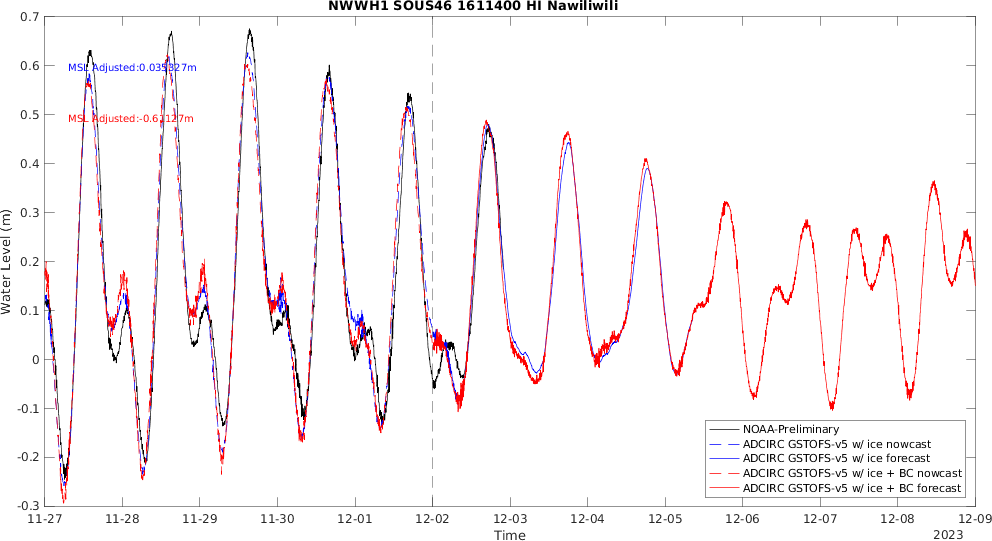 NWWH1 SOUS46 1611400 HI Nawiliwili
0.7
0.6
0.5
0.4
0.3
0.2
0.1
0
-0.1
-0.2
-0.3
Water Level (m)
MSL Adjusted:0.035327m
MSL Adjusted:-0.61127m
NOAA-Preliminary
ADCIRC GSTOFS-v5 w/ ice nowcast
ADCIRC GSTOFS-v5 w/ ice forecast
ADCIRC GSTOFS-v5 w/ ice + BC nowcast
ADCIRC GSTOFS-v5 w/ ice + BC forecast
11-27 11-28 11-29 11-30 12-01 12-02 12-03 12-04 12-05 12-06 12-07 12-08 12-09
Time
2023